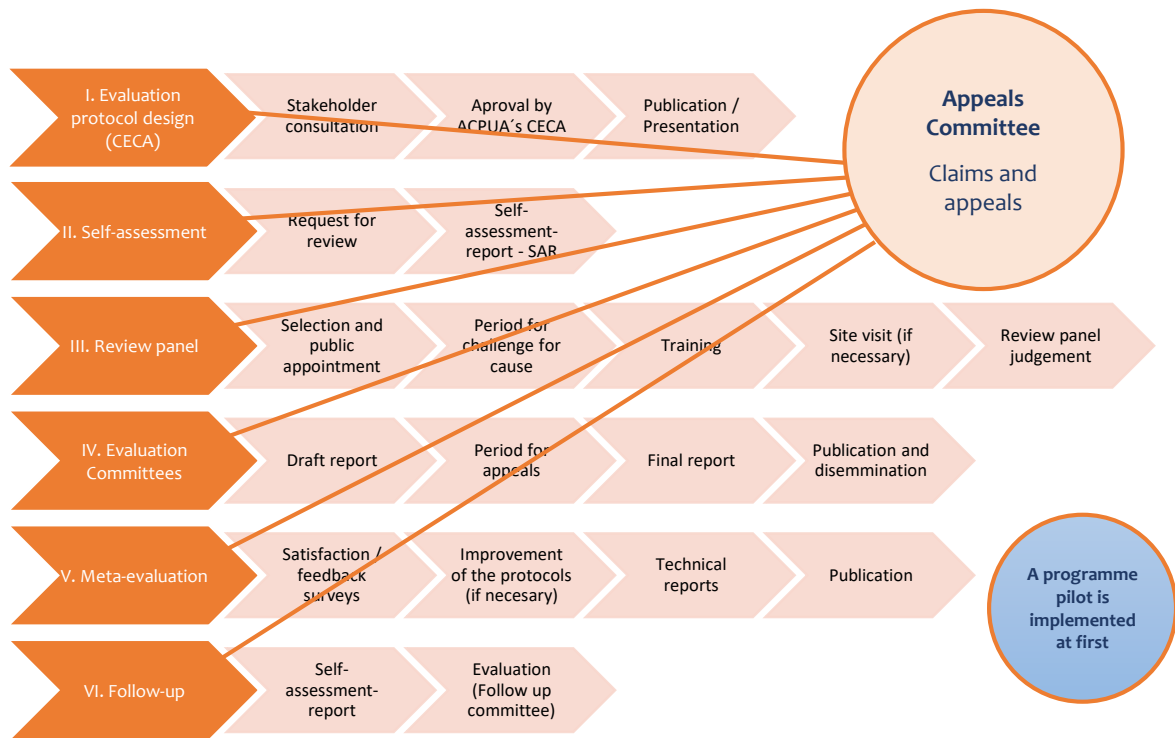 I. Evaluation
protocol design
(CECA)
Stakeholder
consultation
Aproval by
ACPUA´s CECA
Publication /
Presentation
Appeals
Committee
Claims and
appeals
II. Self-assessment
Request for
review
Self-
assessment-
report - SAR
III. Review panel
Selection and
public
appointment
Period for
challenge for
cause
Training
Site visit (if
necessary)
Review panel
judgement
IV. Evaluation
Committees
Draft report
Period for
appeals
Final report
Publication and
disemmination
V. Meta-evaluation
Satisfaction /
feedback
surveys
Improvement
of the protocols
(if necesary)
Technical
reports
Publication
A programme
pilot is
implemented
at first
VI. Follow-up
Self-
assessment-
report
Evaluation
(Follow up
committee)